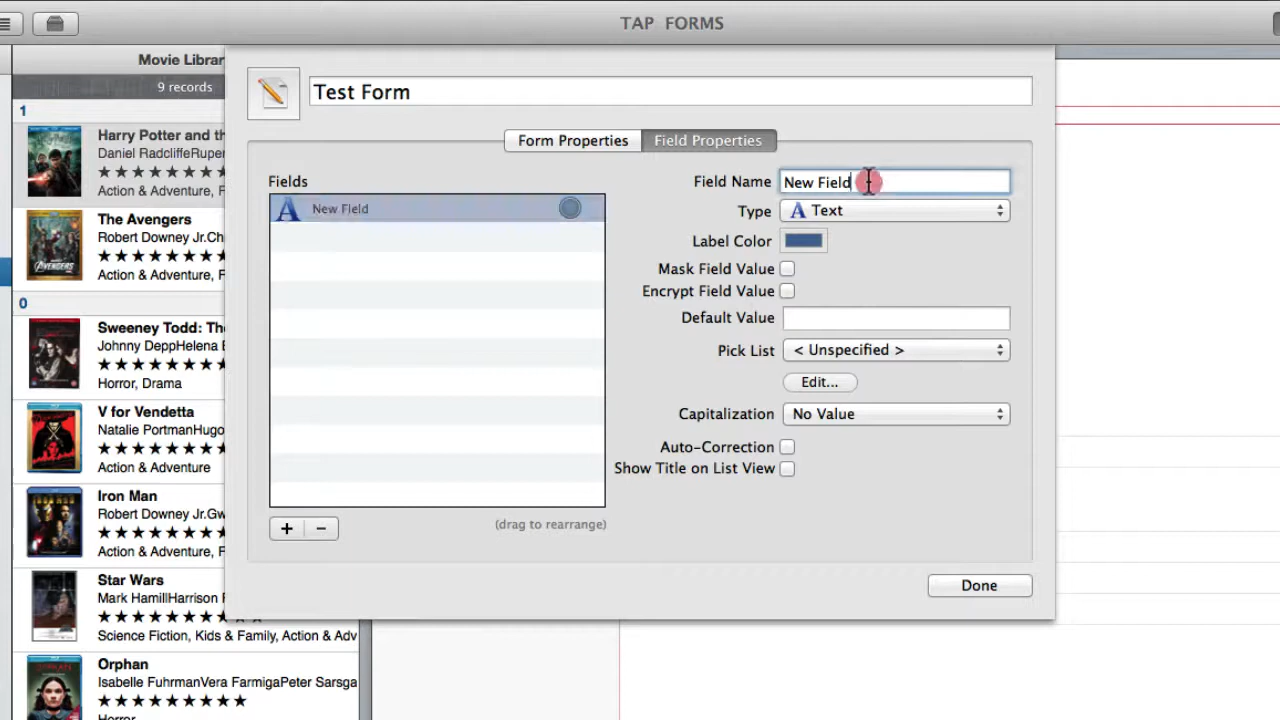 TAP FORMS
Movie Librar
9 records
1
Harry Potter and th
Daniel RadcliffeRuper
Action & Adventure, F
The Avengers
Robert Downey Jr.Ch
★★★★★★★
Action & Adventure, F
0
Sweeney Todd: The
Johnny DeppHelena B
★★★★★★★
Horror, Drama
V for Vendetta
Natalie PortmanHugo
★★★★★★★
Action & Adventure
Iron Man
Robert Downey Jr.Gw
★★★★★★★
Action & Adventure, F
Star Wars
Mark HamillHarrison F
Science Fiction, Kids & Family, Action & Adv
Orphan
Isabelle FuhrmanVera FarmigaPeter Sarsga
★★★★★★★★
Horror
Test Form
Form Properties
Field Properties
Fields
A New Field
(drag to rearrange)
+ −
Field Name New Field
Type A Text
Label Color
Mask Field Value
Encrypt Field Value
Default Value
Pick List < Unspecified >
Edit...
Capitalization No Value
Auto-Correction
Show Title on List View
Done